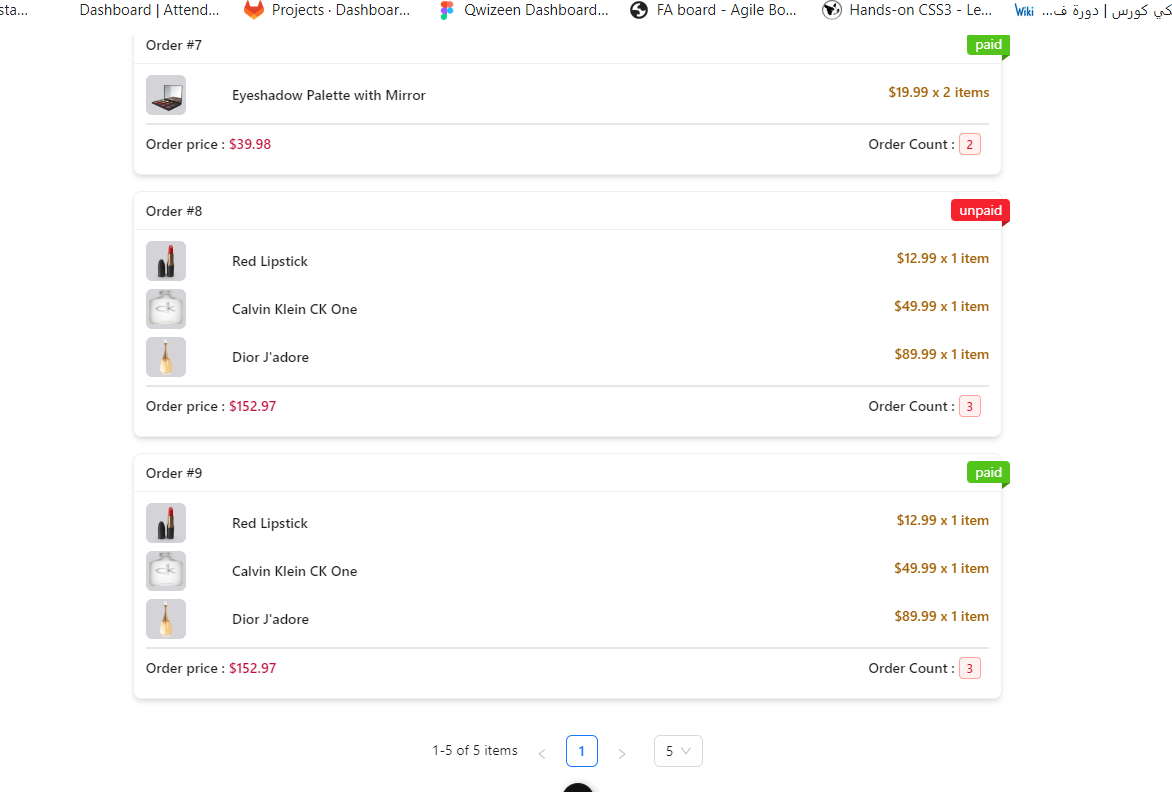 sta...
Dashboard | Attend...
Projects · Dashboar...
Qwizeen Dashboard...
FA board - Agile Bo...
Hands-on CSS3 - Le...
Wiki
كي كورس | دورة ف...
Order #7
paid
Eyeshadow Palette with Mirror
$19.99 x 2 items
Order price : $39.98
Order Count : 2
Order #8
unpaid
Red Lipstick
$12.99 x 1 item
ck
Calvin Klein CK One
$49.99 x 1 item
Dior J'adore
$89.99 x 1 item
Order price : $152.97
Order Count : 3
Order #9
paid
Red Lipstick
$12.99 x 1 item
ck
Calvin Klein CK One
$49.99 x 1 item
Dior J'adore
$89.99 x 1 item
Order price : $152.97
Order Count : 3
1-5 of 5 items
<
1
>
5